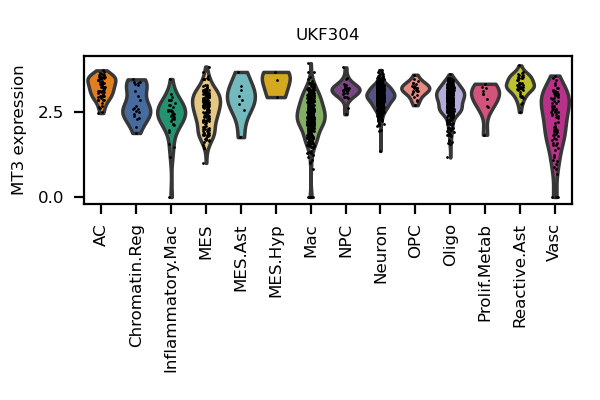 UKF304
MT3 expression
2.5
0.0
AC
Chromatin.Reg
Inflammatory.Mac
MES
MES.Ast
MES.Hyp
Mac
NPC
Neuron
OPC
Oligo
Prolif.Metab
Reactive.Ast
Vasc